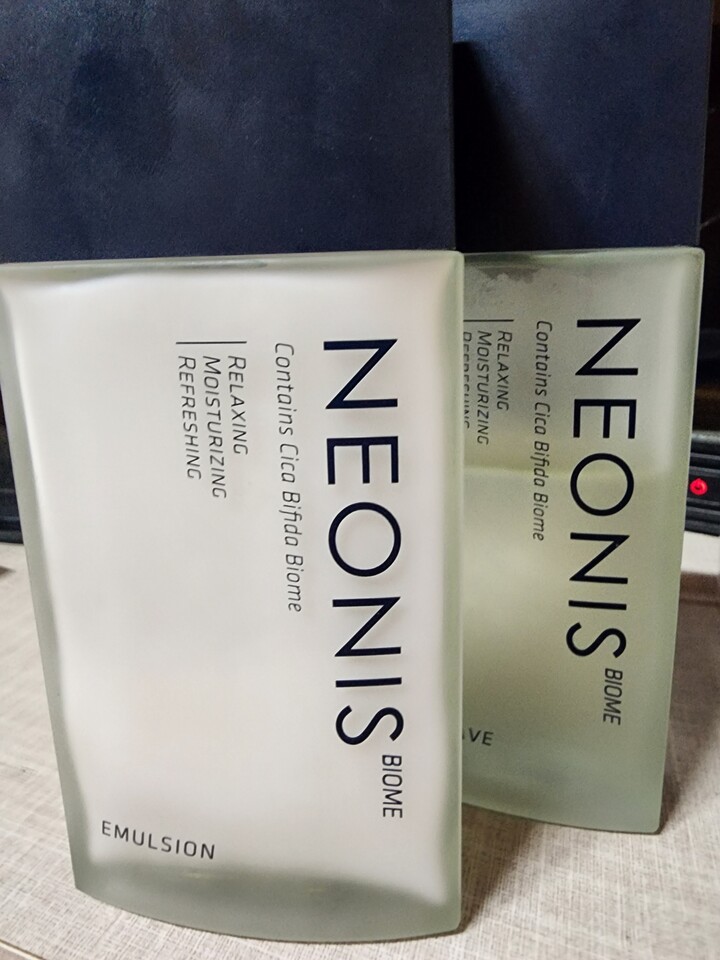 NEONIS BIOME
Contains Cica Bifida Biome
RELAXING
MOISTURIZING
REFRESHING
EMULSION
NEONIS BIOME
Contains Cica Bifida Biome
RELAXING
MOISTURIZING